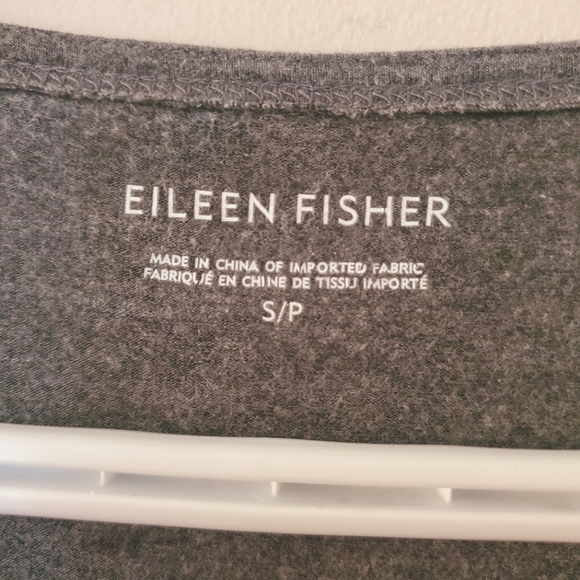 EILEEN FISHER
MADE IN CHINA OF IMPORTED FABRIC
FABRIQUÉ EN CHINE DE TISSU IMPORTÉ
S/P